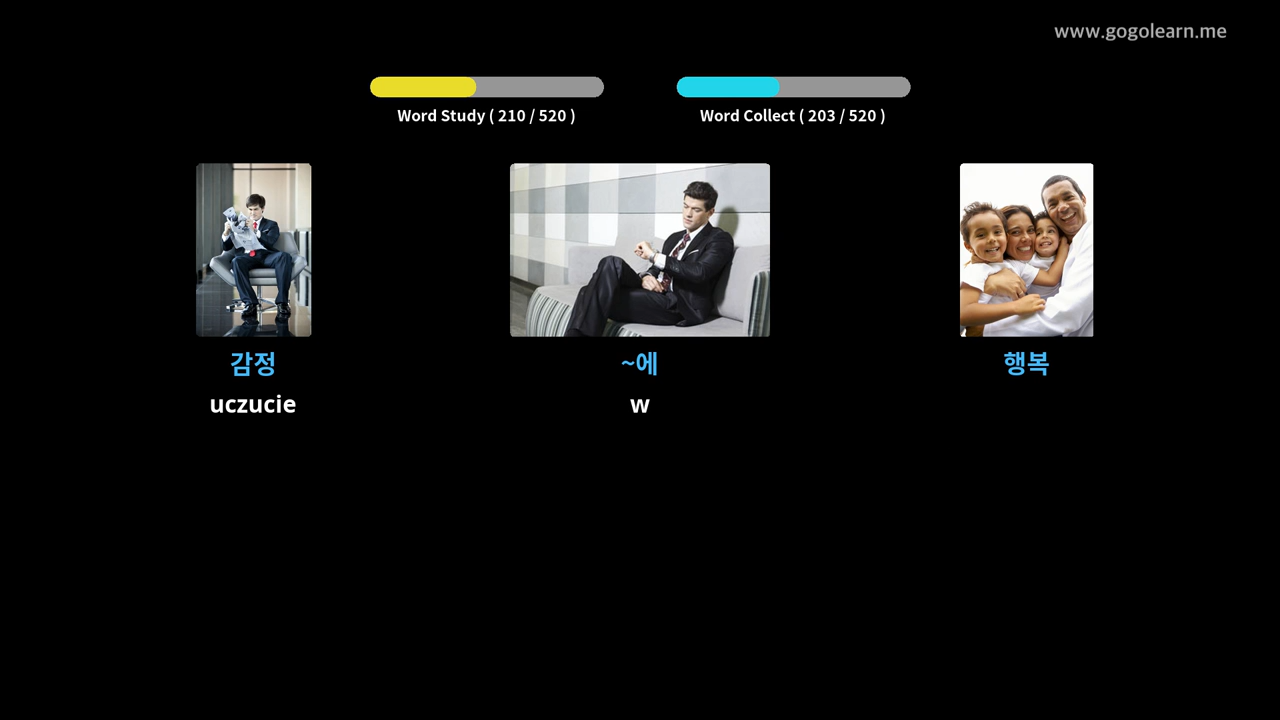 www.gogolearn.me
Word Study ( 210 / 520 )
Word Collect ( 203 / 520 )
감정
~에
행복
uczucie
w